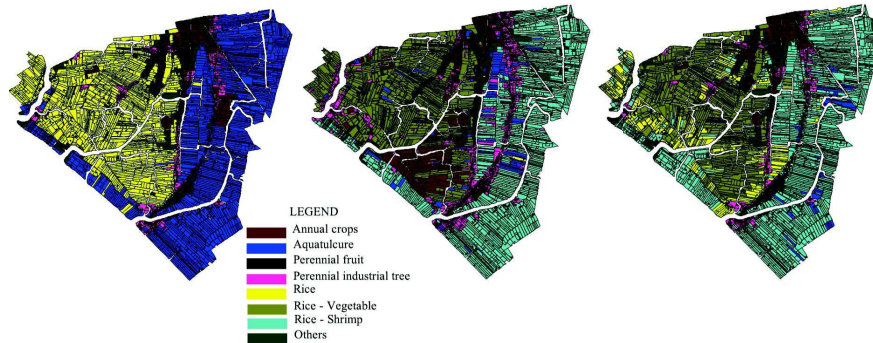 LEGEND
Annual crops
Aquatulcure
Perennial fruit
Perennial industrial tree
Rice
Rice - Vegetable
Rice - Shrimp
Others